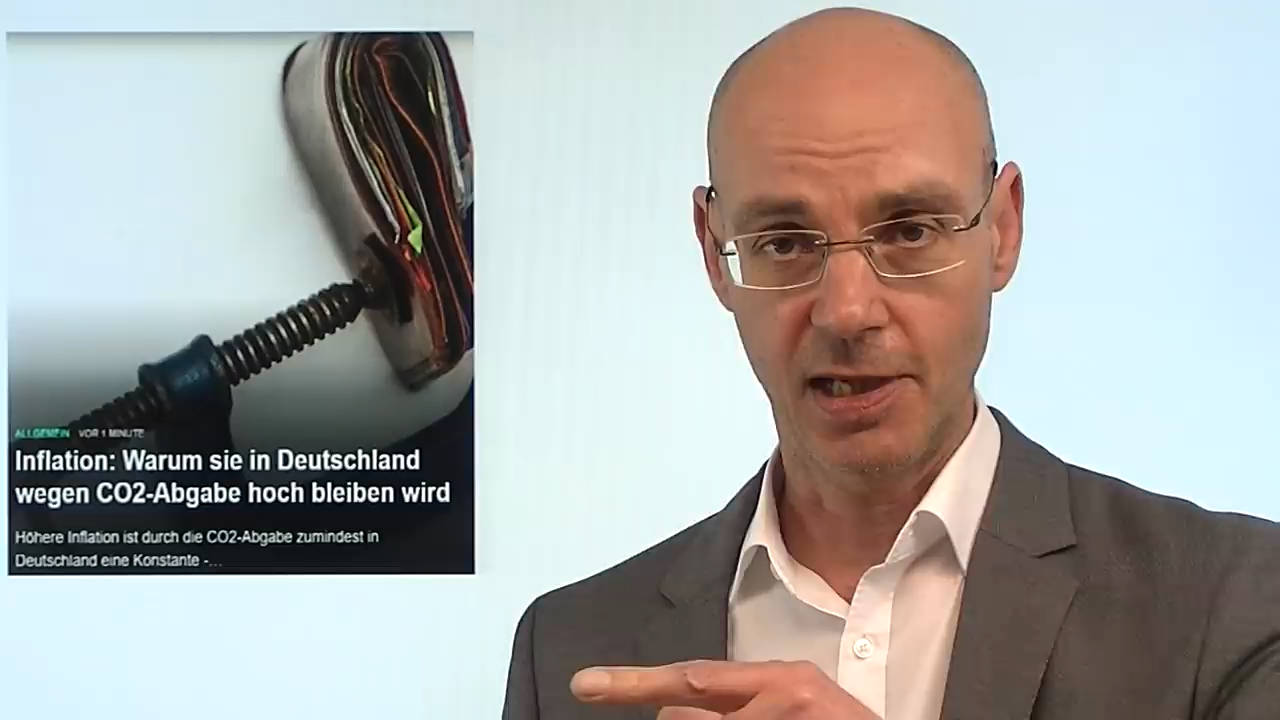 ALLGEMEIN VOR 1 MINUTE
Inflation: Warum sie in Deutschland
wegen CO2-Abgabe hoch bleiben wird
Höhere Inflation ist durch die CO2-Abgabe zumindest in
Deutschland eine Konstante -...